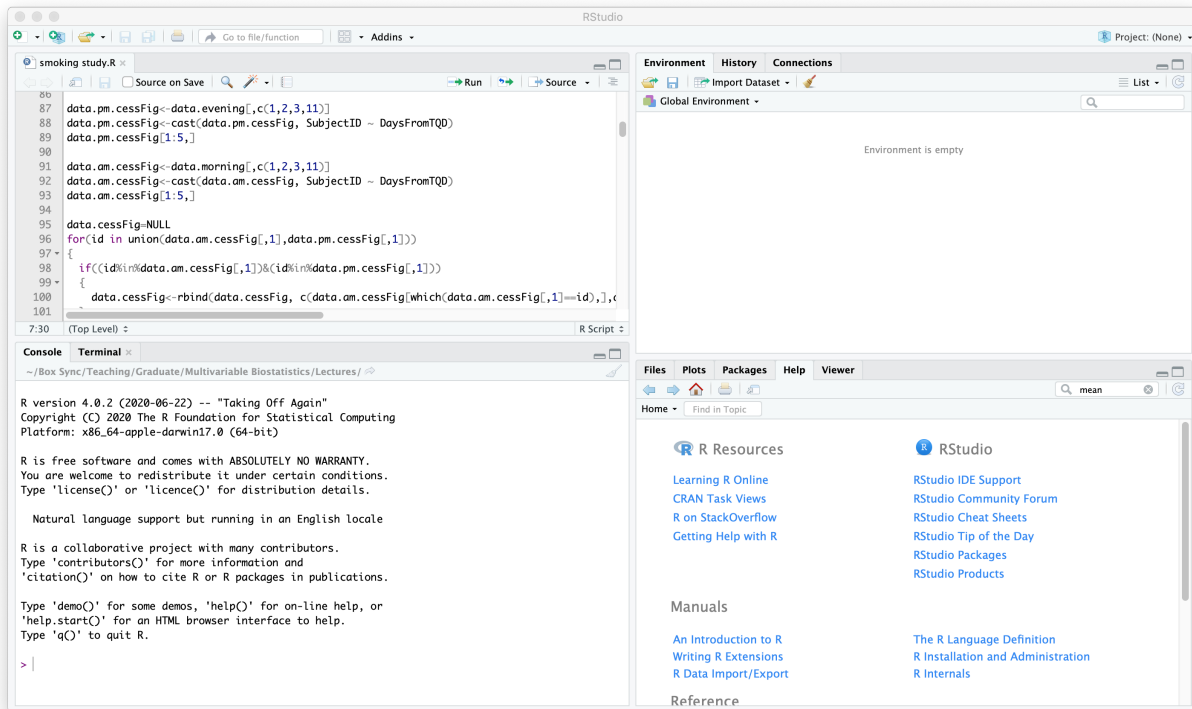 RStudio
Go to file/function
Addins
Project: (None)
smoking study.R
Source on Save
Run
Source
86
87 data.pm.cessFig<-data.evening[,c(1,2,3,11)]
88 data.pm.cessFig<-cast(data.pm.cessFig, SubjectID ~ DaysFromTQD)
89 data.pm.cessFig[1:5,]
90
91 data.am.cessFig<-data.morning[,c(1,2,3,11)]
92 data.am.cessFig<-cast(data.am.cessFig, SubjectID ~ DaysFromTQD)
93 data.am.cessFig[1:5,]
94
95 data.cessFig=NULL
96 for(id in union(data.am.cessFig[,1],data.pm.cessFig[,1]))
97 {
98 if((id%in%data.am.cessFig[,1])&(id%in%data.pm.cessFig[,1]))
99 {
100 data.cessFig<-rbind(data.cessFig, c(data.am.cessFig[which(data.am.cessFig[,1]==id),],
101
7:30 (Top Level) R Script
Console Terminal
~/Box Sync/Teaching/Graduate/Multivariable Biostatistics/Lectures/
R version 4.0.2 (2020-06-22) -- "Taking Off Again"
Copyright (C) 2020 The R Foundation for Statistical Computing
Platform: x86_64-apple-darwin17.0 (64-bit)
R is free software and comes with ABSOLUTELY NO WARRANTY.
You are welcome to redistribute it under certain conditions.
Type 'license()' or 'licence()' for distribution details.
Natural language support but running in an English locale
R is a collaborative project with many contributors.
Type 'contributors()' for more information and
'citation()' on how to cite R or R packages in publications.
Type 'demo()' for some demos, 'help()' for on-line help, or
'help.start()' for an HTML browser interface to help.
Type 'q()' to quit R.
>
Environment History Connections
Import Dataset
List
Global Environment
Environment is empty
Files Plots Packages Help Viewer
mean
Home Find in Topic
R Resources
Learning R Online
CRAN Task Views
R on StackOverflow
Getting Help with R
RStudio
RStudio IDE Support
RStudio Community Forum
RStudio Cheat Sheets
RStudio Tip of the Day
RStudio Packages
RStudio Products
Manuals
An Introduction to R
Writing R Extensions
R Data Import/Export
The R Language Definition
R Installation and Administration
R Internals
Reference